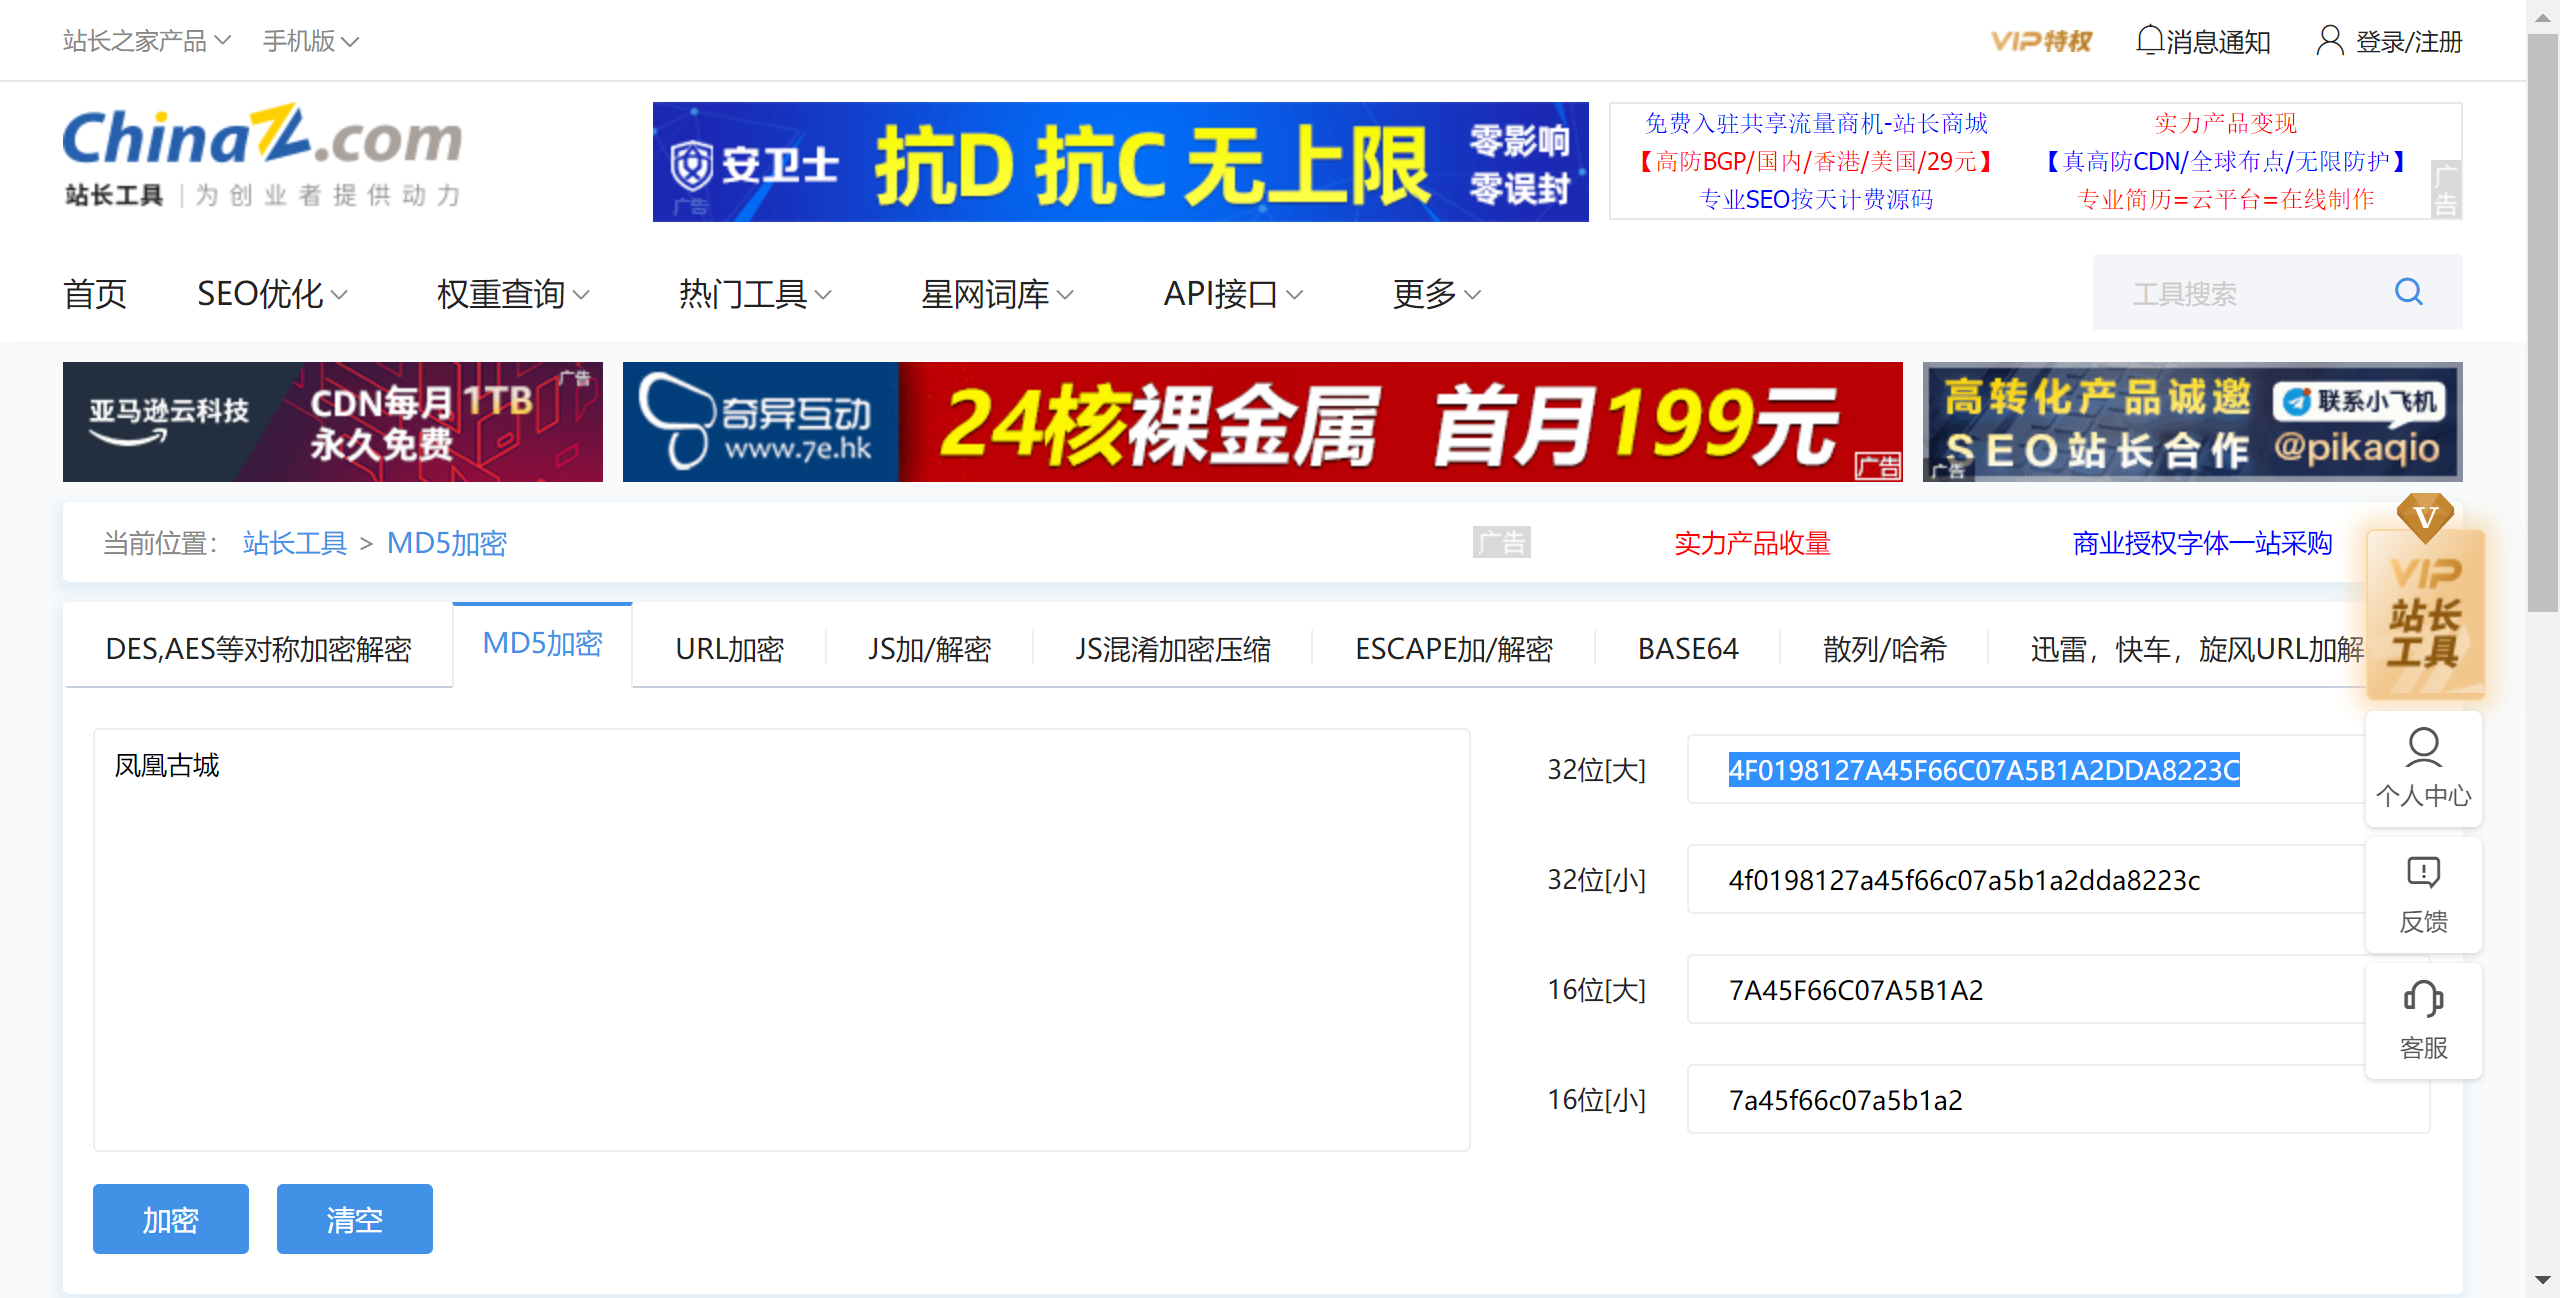 站长之家产品 手机版 VIP特权 消息通知 登录/注册
ChinaZ.com
站长工具 | 为创业者提供动力
安卫士 抗D 抗C 无上限 零影响 零误封
广告
免费入驻共享流量商机-站长商城 实力产品变现
【高防BGP/国内/香港/美国/29元】 【真高防CDN/全球布点/无限防护】
专业SEO按天计费源码 专业简历=云平台=在线制作
广告
首页 SEO优化 权重查询 热门工具 星网词库 API接口 更多 工具搜索
亚马逊云科技 CDN每月1TB 永久免费 广告
奇异互动 www.7e.hk 24核裸金属 首月199元 广告
高转化产品诚邀 联系小飞机
SEO站长合作 @pikaqio
广告
当前位置： 站长工具 > MD5加密 广告 实力产品收量 商业授权字体一站采购
V
VIP
站长
工具
DES,AES等对称加密解密 MD5加密 URL加密 JS加/解密 JS混淆加密压缩 ESCAPE加/解密 BASE64 散列/哈希 迅雷，快车，旋风URL加解
凤凰古城
32位[大] 4F0198127A45F66C07A5B1A2DDA8223C
32位[小] 4f0198127a45f66c07a5b1a2dda8223c
16位[大] 7A45F66C07A5B1A2
16位[小] 7a45f66c07a5b1a2
个人中心
反馈
客服
加密 清空